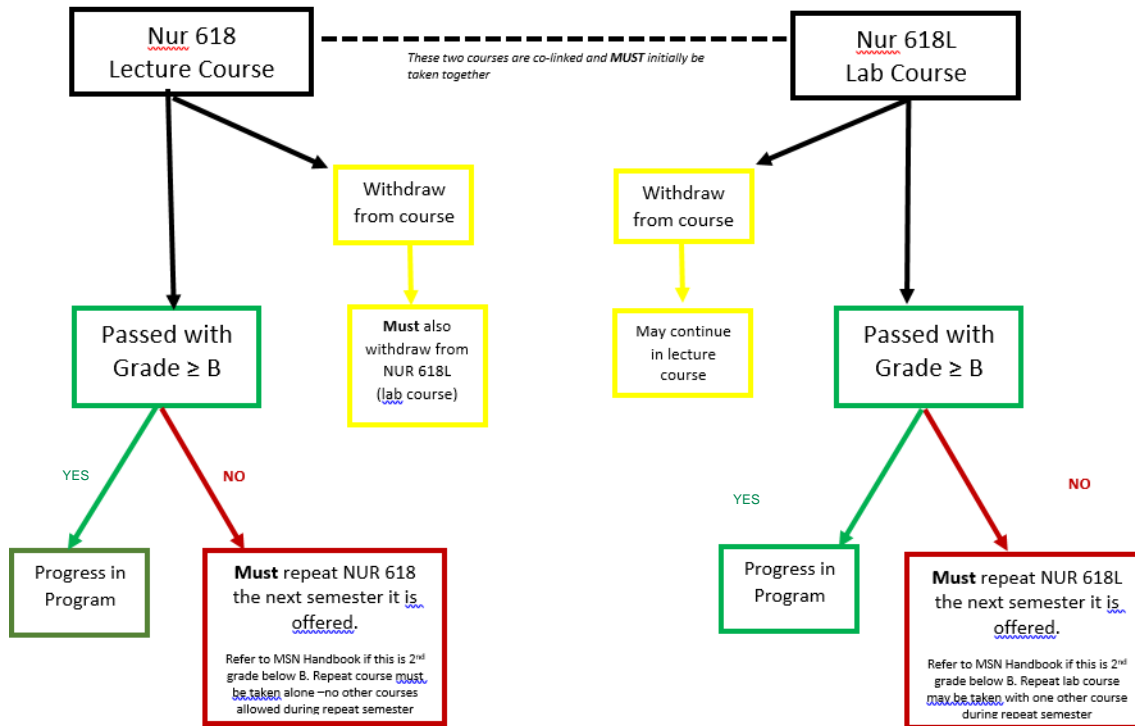 Nur 618
Lecture Course
These two courses are co-linked and MUST initially be
taken together
Nur 618L
Lab Course
Withdraw
from course
Withdraw
from course
Passed with
Grade ≥ B
Must also
withdraw from
NUR 618L
(lab course)
May continue
in lecture
course
Passed with
Grade ≥ B
YES
NO
YES
NO
Progress in
Program
Must repeat NUR 618
the next semester it is
offered.
Refer to MSN Handbook if this is 2nd
grade below B. Repeat course must
be taken alone –no other courses
allowed during repeat semester
Progress in
Program
Must repeat NUR 618L
the next semester it is
offered.
Refer to MSN Handbook if this is 2nd
grade below B. Repeat lab course
may be taken with one other course
during repeat semester